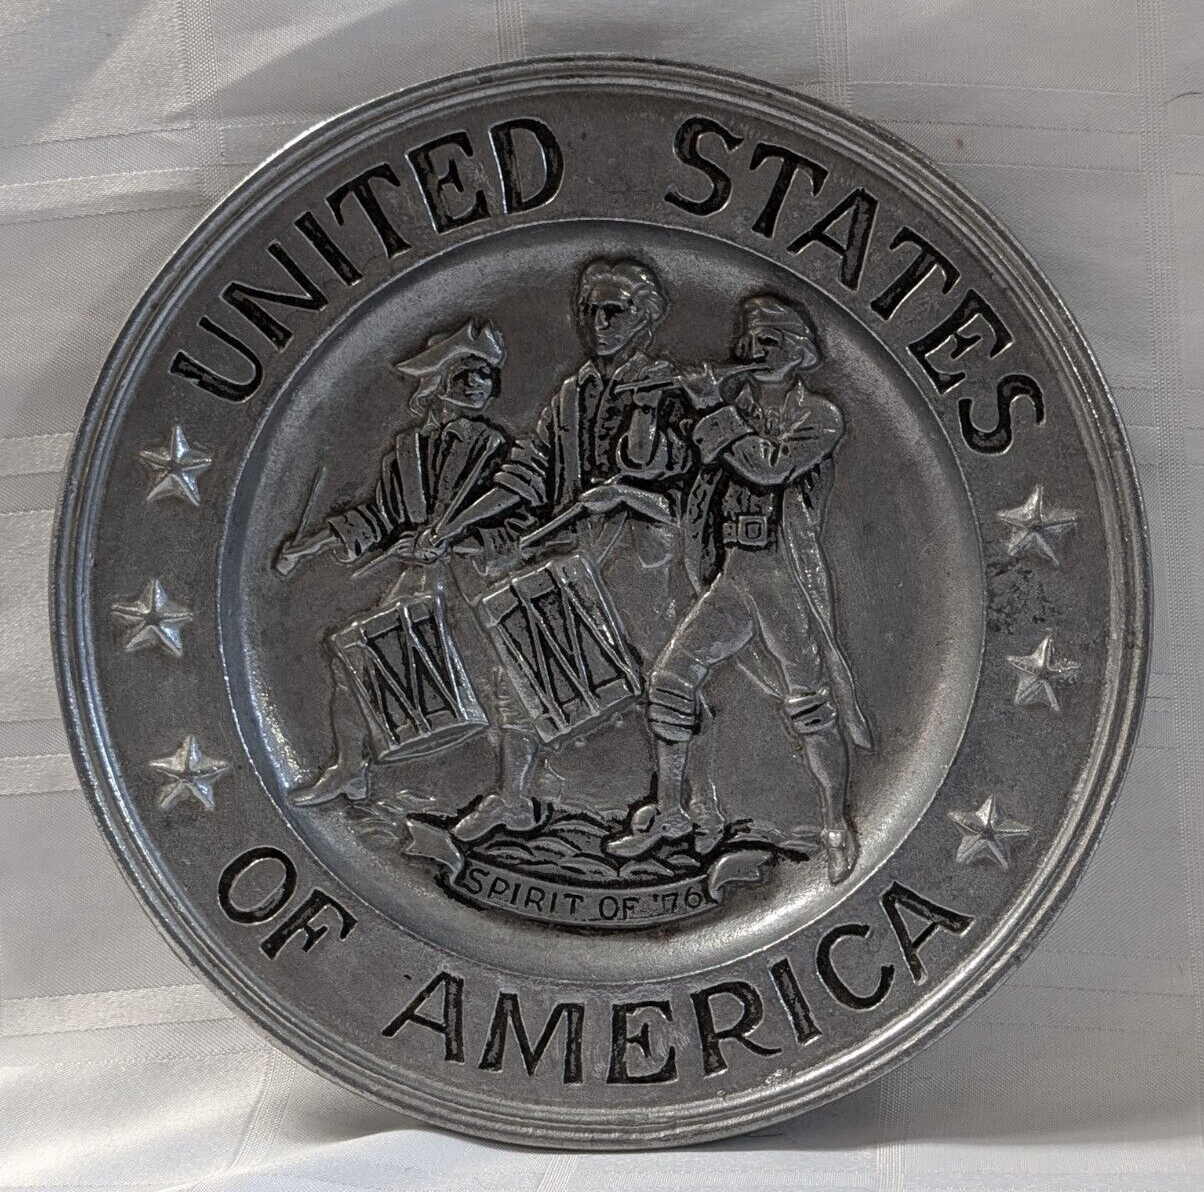 UNITED STATES
OF AMERICA
SPIRIT OF '76